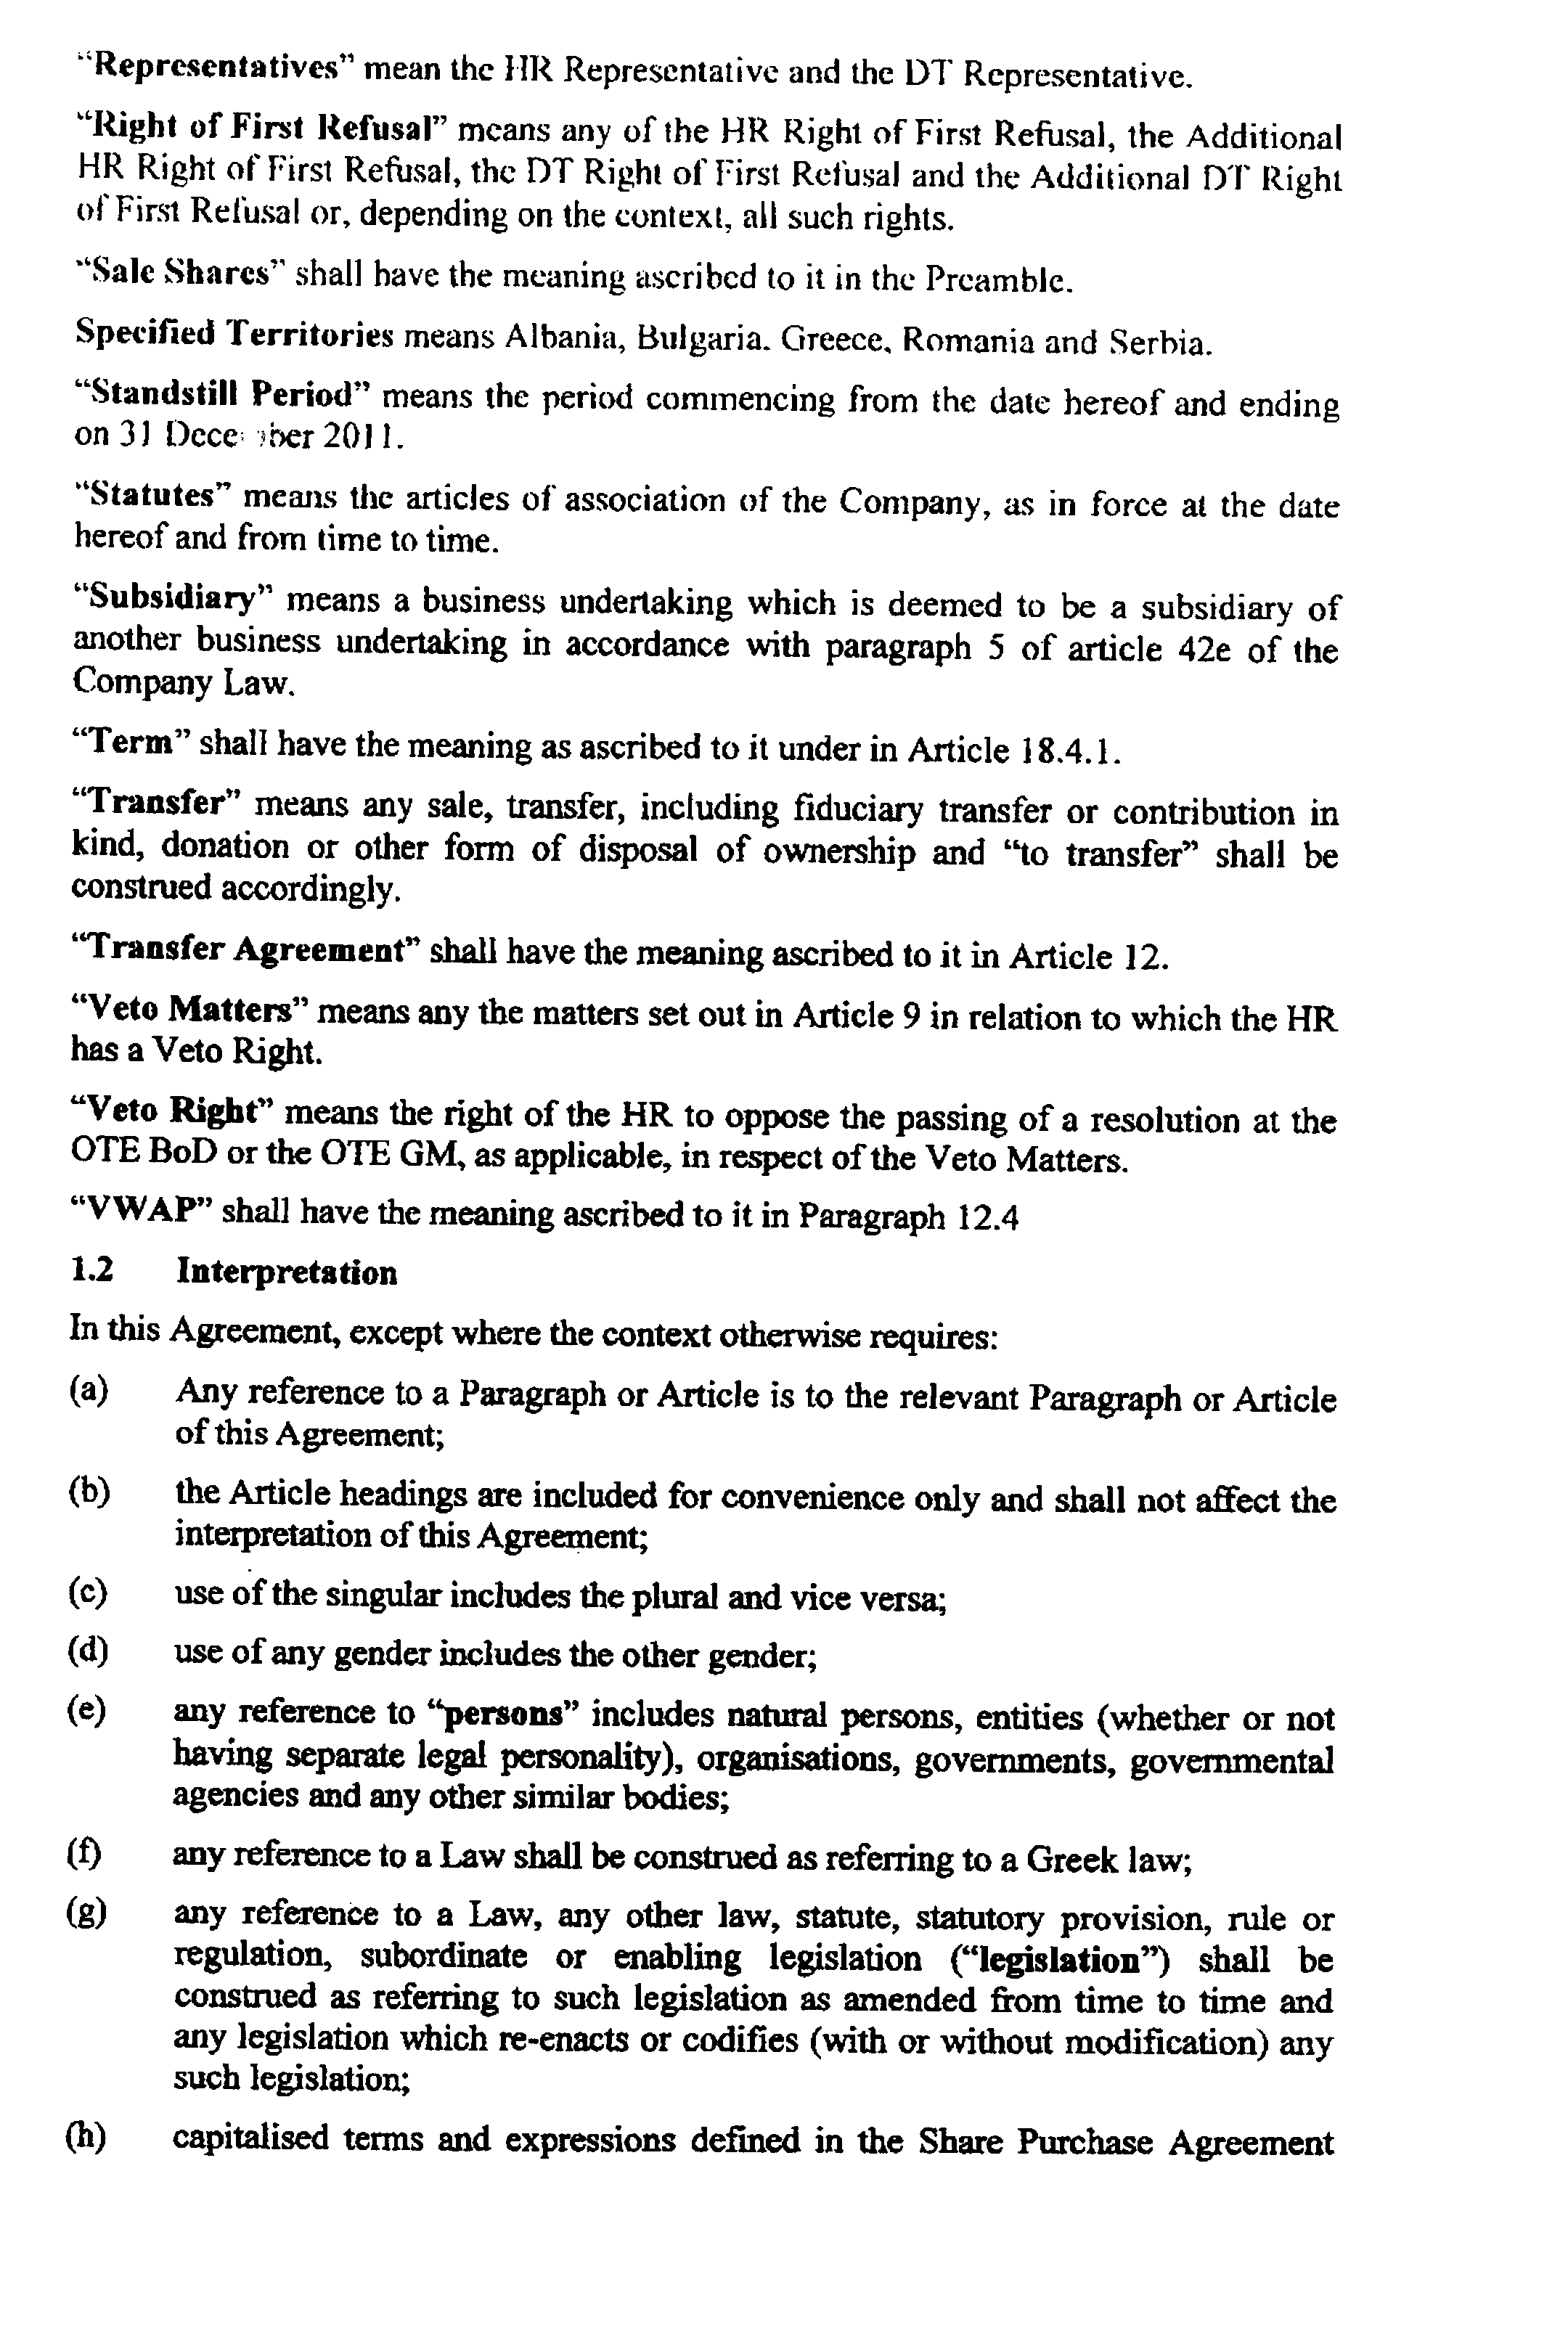 “Representatives” mean the HR Representative and the DT Representative.
“Right of First Refusal” means any of the HR Right of First Refusal, the Additional
HR Right of First Refusal, the DT Right of First Refusal and the Additional DT Right
of First Refusal or, depending on the context, all such rights.
“Sale Shares” shall have the meaning ascribed to it in the Preamble.
Specified Territories means Albania, Bulgaria. Greece, Romania and Serbia.
“Standstill Period” means the period commencing from the date hereof and ending
on 31 December 2011.
“Statutes” means the articles of association of the Company, as in force at the date
hereof and from time to time.
“Subsidiary” means a business undertaking which is deemed to be a subsidiary of
another business undertaking in accordance with paragraph 5 of article 42e of the
Company Law.
“Term” shall have the meaning as ascribed to it under in Article 18.4.1.
“Transfer” means any sale, transfer, including fiduciary transfer or contribution in
kind, donation or other form of disposal of ownership and “to transfer” shall be
construed accordingly.
“Transfer Agreement” shall have the meaning ascribed to it in Article 12.
“Veto Matters” means any the matters set out in Article 9 in relation to which the HR
has a Veto Right.
“Veto Right” means the right of the HR to oppose the passing of a resolution at the
OTE BoD or the OTE GM, as applicable, in respect of the Veto Matters.
“VWAP” shall have the meaning ascribed to it in Paragraph 12.4
1.2 Interpretation
In this Agreement, except where the context otherwise requires:
(a) Any reference to a Paragraph or Article is to the relevant Paragraph or Article
of this Agreement;
(b) the Article headings are included for convenience only and shall not affect the
interpretation of this Agreement;
(c) use of the singular includes the plural and vice versa;
(d) use of any gender includes the other gender;
(e) any reference to “persons” includes natural persons, entities (whether or not
having separate legal personality), organisations, governments, governmental
agencies and any other similar bodies;
(f) any reference to a Law shall be construed as referring to a Greek law;
(g) any reference to a Law, any other law, statute, statutory provision, rule or
regulation, subordinate or enabling legislation (“legislation”) shall be
construed as referring to such legislation as amended from time to time and
any legislation which re-enacts or codifies (with or without modification) any
such legislation;
(h) capitalised terms and expressions defined in the Share Purchase Agreement